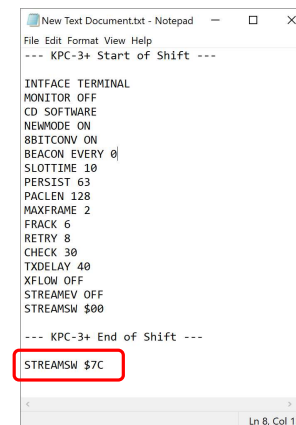 New Text Document.txt - Notepad
File Edit Format View Help
--- KPC-3+ Start of Shift ---
INTFACE TERMINAL
MONITOR OFF
CD SOFTWARE
NEWMODE ON
8BITCONV ON
BEACON EVERY 0
SLOTTIME 10
PERSIST 63
PACLEN 128
MAXFRAME 2
FRACK 6
RETRY 8
CHECK 30
TXDELAY 40
XFLOW OFF
STREAMEV OFF
STREAMSW $00
--- KPC-3+ End of Shift ---
STREAMSW $7C
Ln 8, Col 1